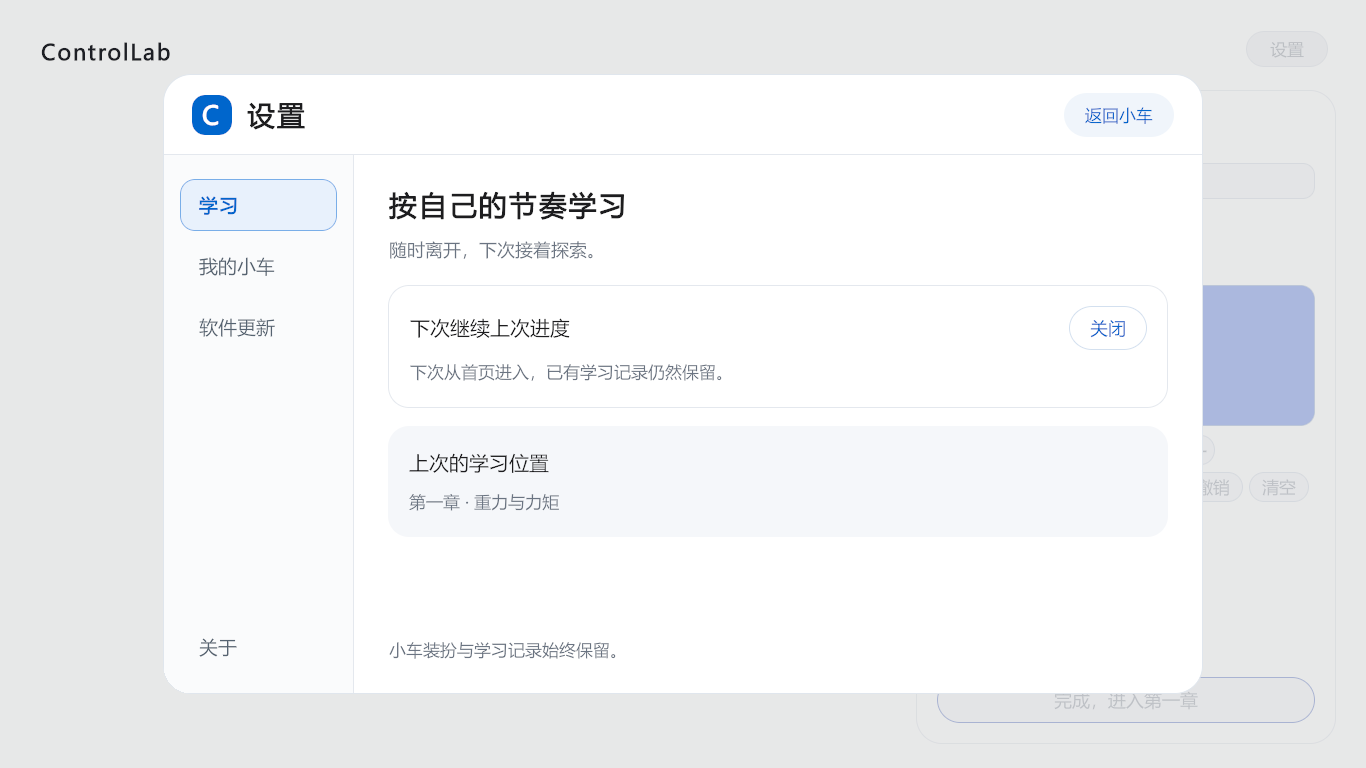 ControlLab
设置
C 设置
返回小车
学习
我的小车
软件更新
关于
按自己的节奏学习
随时离开，下次接着探索。
下次继续上次进度
关闭
下次从首页进入，已有学习记录仍然保留。
上次的学习位置
第一章 · 重力与力矩
小车装扮与学习记录始终保留。
撤销
清空
完成，进入第一章